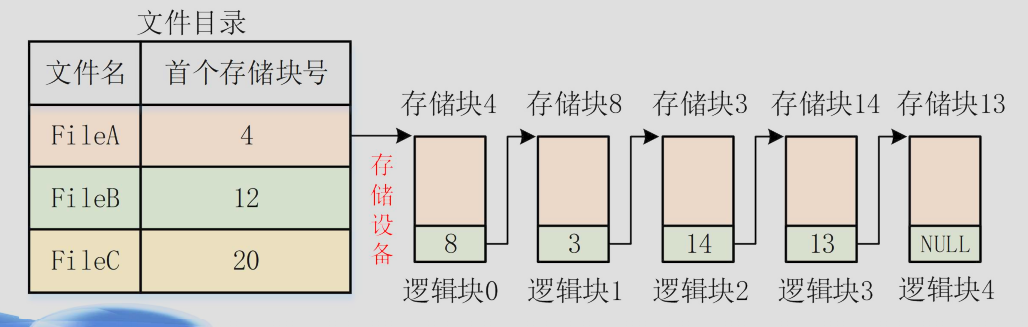 文件目录
文件名 首个存储块号
FileA 4
FileB 12
FileC 20
存储设备
存储块4 存储块8 存储块3 存储块14 存储块13
8 3 14 13 NULL
逻辑块0 逻辑块1 逻辑块2 逻辑块3 逻辑块4